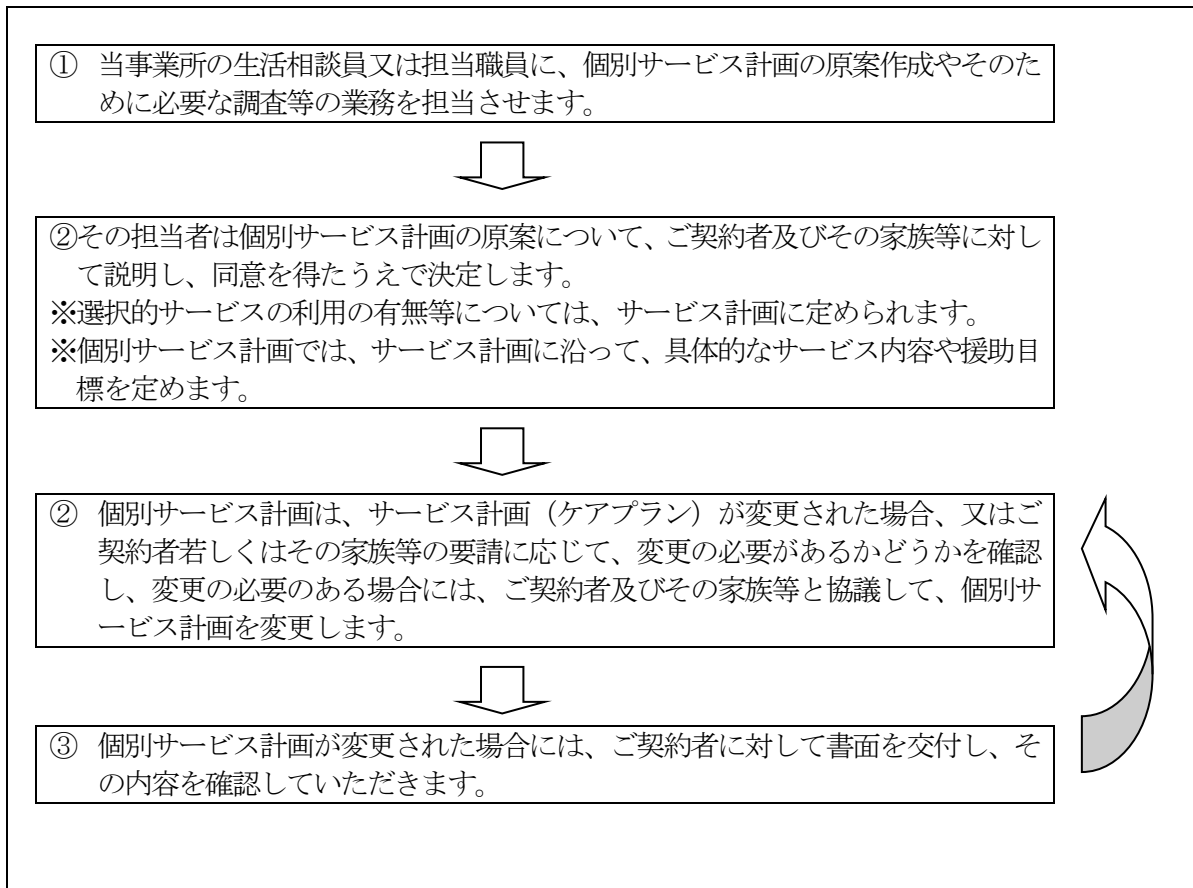 ① 当事業所の生活相談員又は担当職員に、個別サービス計画の原案作成やそのた
めに必要な調査等の業務を担当させます。
②その担当者は個別サービス計画の原案について、ご契約者及びその家族等に対し
て説明し、同意を得たうえで決定します。
※選択的サービスの利用の有無等については、サービス計画に定められます。
※個別サービス計画では、サービス計画に沿って、具体的なサービス内容や援助目
標を定めます。
② 個別サービス計画は、サービス計画（ケアプラン）が変更された場合、又はご
契約者若しくはその家族等の要請に応じて、変更の必要があるかどうかを確認
し、変更の必要のある場合には、ご契約者及びその家族等と協議して、個別サ
ービス計画を変更します。
③ 個別サービス計画が変更された場合には、ご契約者に対して書面を交付し、そ
の内容を確認していただきます。